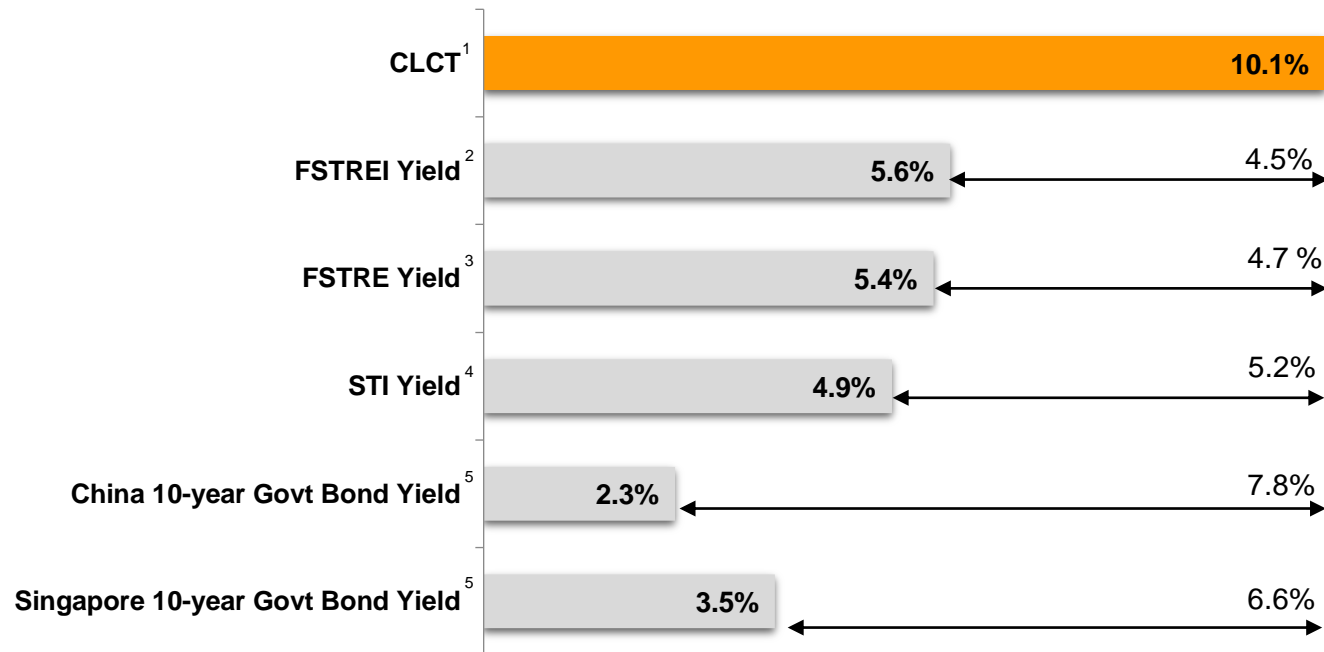 CLCT1 10.1%
FSTREI Yield2 5.6% 4.5%
FSTRE Yield3 5.4% 4.7 %
STI Yield4 4.9% 5.2%
China 10-year Govt Bond Yield5 2.3% 7.8%
Singapore 10-year Govt Bond Yield5 3.5% 6.6%